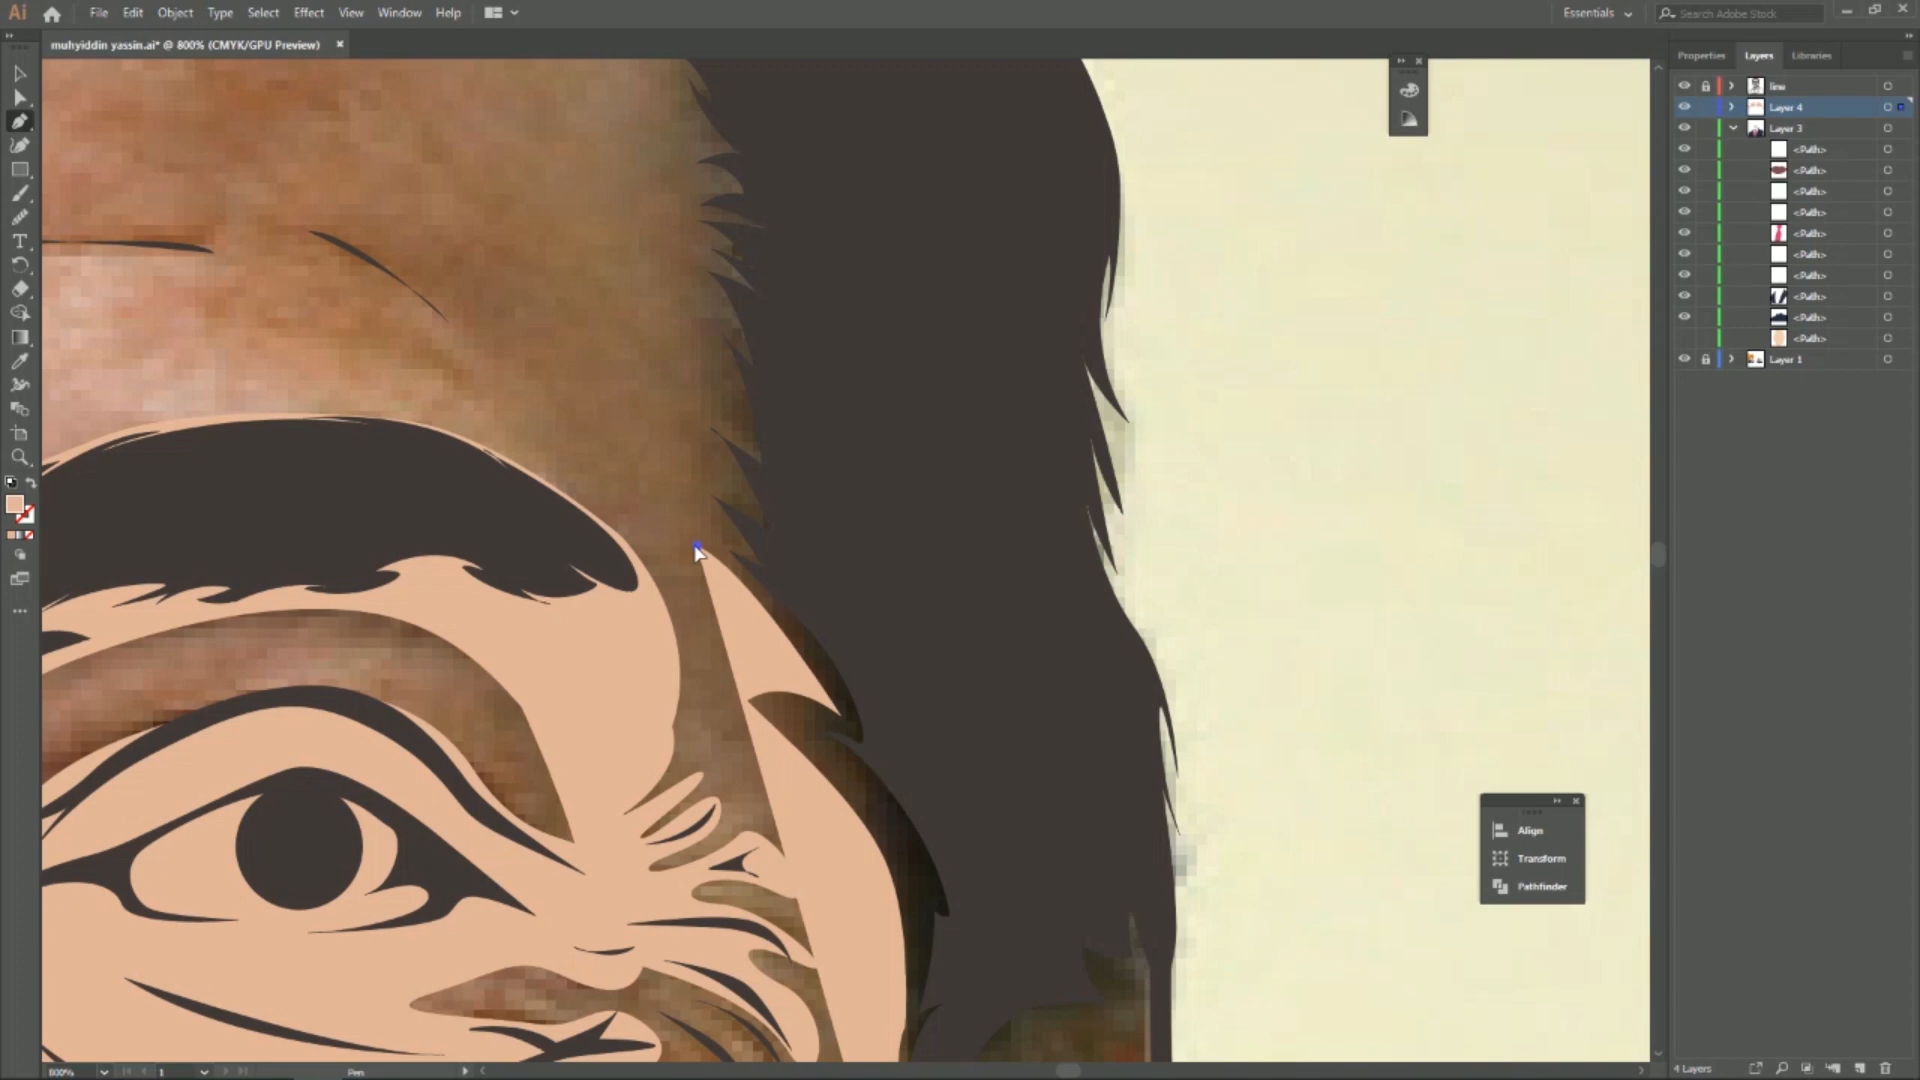 Ai File Edit Object Type Select Effect View Window Help Essentials Search Adobe Stock
muhyiddin yassin.ai* @ 800% (CMYK/GPU Preview)
Properties Layers Libraries
line
Layer 4
Layer 3
<Path>
<Path>
<Path>
<Path>
<Path>
<Path>
<Path>
<Path>
<Path>
<Path>
Layer 1
Align
Transform
Pathfinder
800% 1 Pen 4 Layers